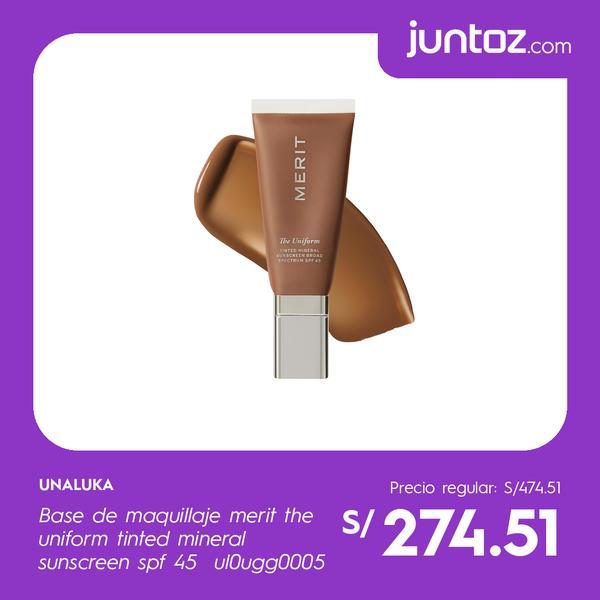 juntoz.com
MERIT
The Uniform
TINTED MINERAL
SUNSCREEN BROAD
SPECTRUM SPF 45
UNALUKA
Base de maquillaje merit the
uniform tinted mineral
sunscreen spf 45 ul0ugg0005
Precio regular: S/474.51
S/ 274.51